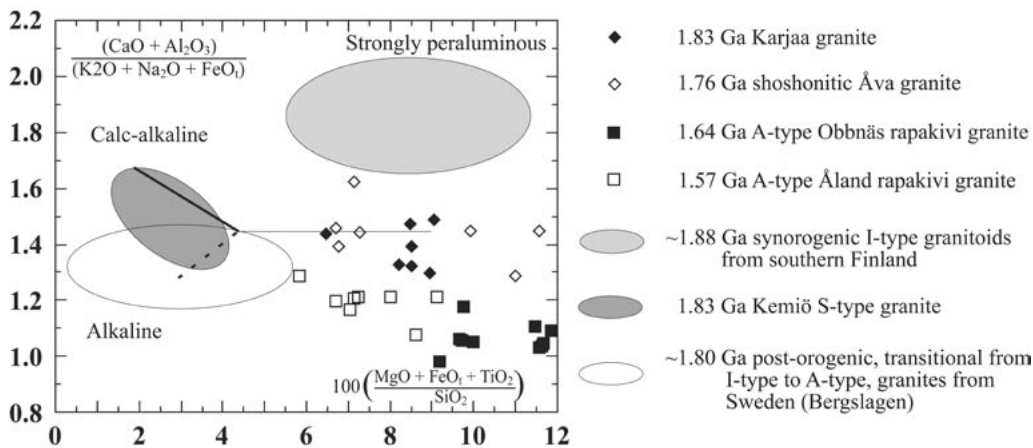 2.2
2.0
1.8
1.6
1.4
1.2
1.0
0.8
(CaO + Al₂O₃)
(K2O + Na₂O + FeOₜ)
Strongly peraluminous
Calc-alkaline
Alkaline
100 (MgO + FeOₜ + TiO₂)
SiO₂
0 2 4 6 8 10 12
1.83 Ga Karjaa granite
1.76 Ga shoshonitic Åva granite
1.64 Ga A-type Obbnäs rapakivi granite
1.57 Ga A-type Åland rapakivi granite
~1.88 Ga synorogenic I-type granitoids
from southern Finland
1.83 Ga Kemiö S-type granite
~1.80 Ga post-orogenic, transitional from
I-type to A-type, granites from
Sweden (Bergslagen)